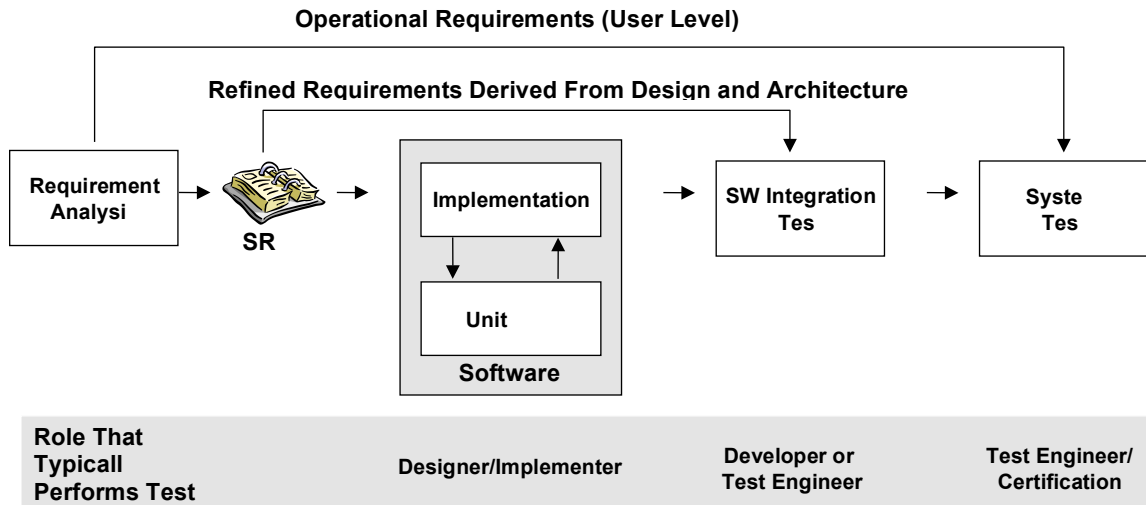 Operational Requirements (User Level)
Refined Requirements Derived From Design and Architecture
Requirement
Analysi
SR
Implementation
Unit
Software
SW Integration
Tes
Syste
Tes
Role That
Typicall
Performs Test
Designer/Implementer
Developer or
Test Engineer
Test Engineer/
Certification